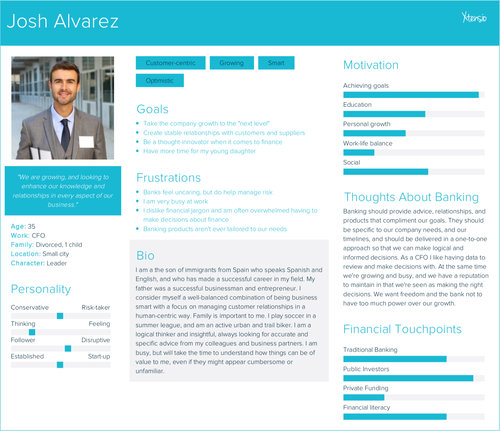 Josh Alvarez
Xtensio
Customer-centric
Growing
Smart
Optimistic
"We are growing, and looking to
enhance our knowledge and
relationships in every aspect of our
business."
Age: 35
Work: CFO
Family: Divorced, 1 child
Location: Small city
Character: Leader
Personality
Conservative Risk-taker
Thinking Feeling
Follower Disruptive
Established Start-up
Goals
Take the company growth to the "next level"
Create stable relationships with customers and suppliers
Be a thought innovator when it comes to finance
Have more time for my young daughter
Frustrations
Banks feel uncaring, but do help manage risk
I am very busy at work
I dislike financial jargon and am often overwhelmed having to
make decisions about finance
Banking products aren't over tailored to our needs
Bio
I am the son of immigrants from Spain who speaks Spanish and
English, and who has made a successful career in my field. My
father was a successful businessman and entrepreneur. I
consider myself a well-balanced combination of being business
smart with a focus on managing customer relationships in a
human-centric way. Family is important to me. I play soccer in a
summer league, and am an active urban and trail biker. I am a
logical thinker and insightful, always looking for accurate and
specific advice from my colleagues and business partners. I am
busy, but will take the time to understand how things can be of
value to me, even if they might appear cumbersome or
unfamiliar.
Motivation
Achieving goals
Education
Personal growth
Work-life balance
Social
Thoughts About Banking
Banking should provide advice, relationships, and
products that compliment our goals. They should
be specific to our company needs, and our
timelines, and should be delivered in a one-to-one
approach so that we can make logical and
informed decisions. As a CFO I like having data to
review and make decisions with. At the same time
we're growing and busy, and we have a reputation
to maintain in that we're seen as making the right
decisions. We want freedom and the bank not to
have too much power over our growth.
Financial Touchpoints
Traditional Banking
Public Investors
Private Funding
Financial literacy